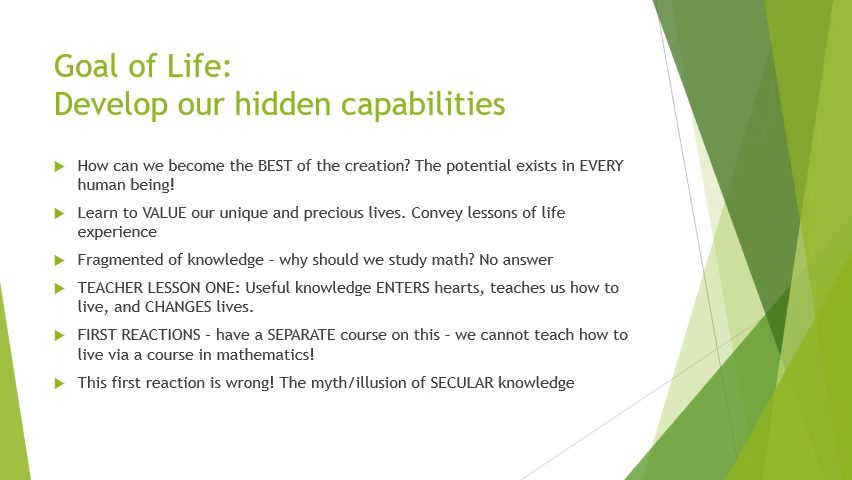 Goal of Life:
Develop our hidden capabilities
How can we become the BEST of the creation? The potential exists in EVERY
human being!
Learn to VALUE our unique and precious lives. Convey lessons of life
experience
Fragmented of knowledge – why should we study math? No answer
TEACHER LESSON ONE: Useful knowledge ENTERS hearts, teaches us how to
live, and CHANGES lives.
FIRST REACTIONS – have a SEPARATE course on this – we cannot teach how to
live via a course in mathematics!
This first reaction is wrong! The myth/illusion of SECULAR knowledge